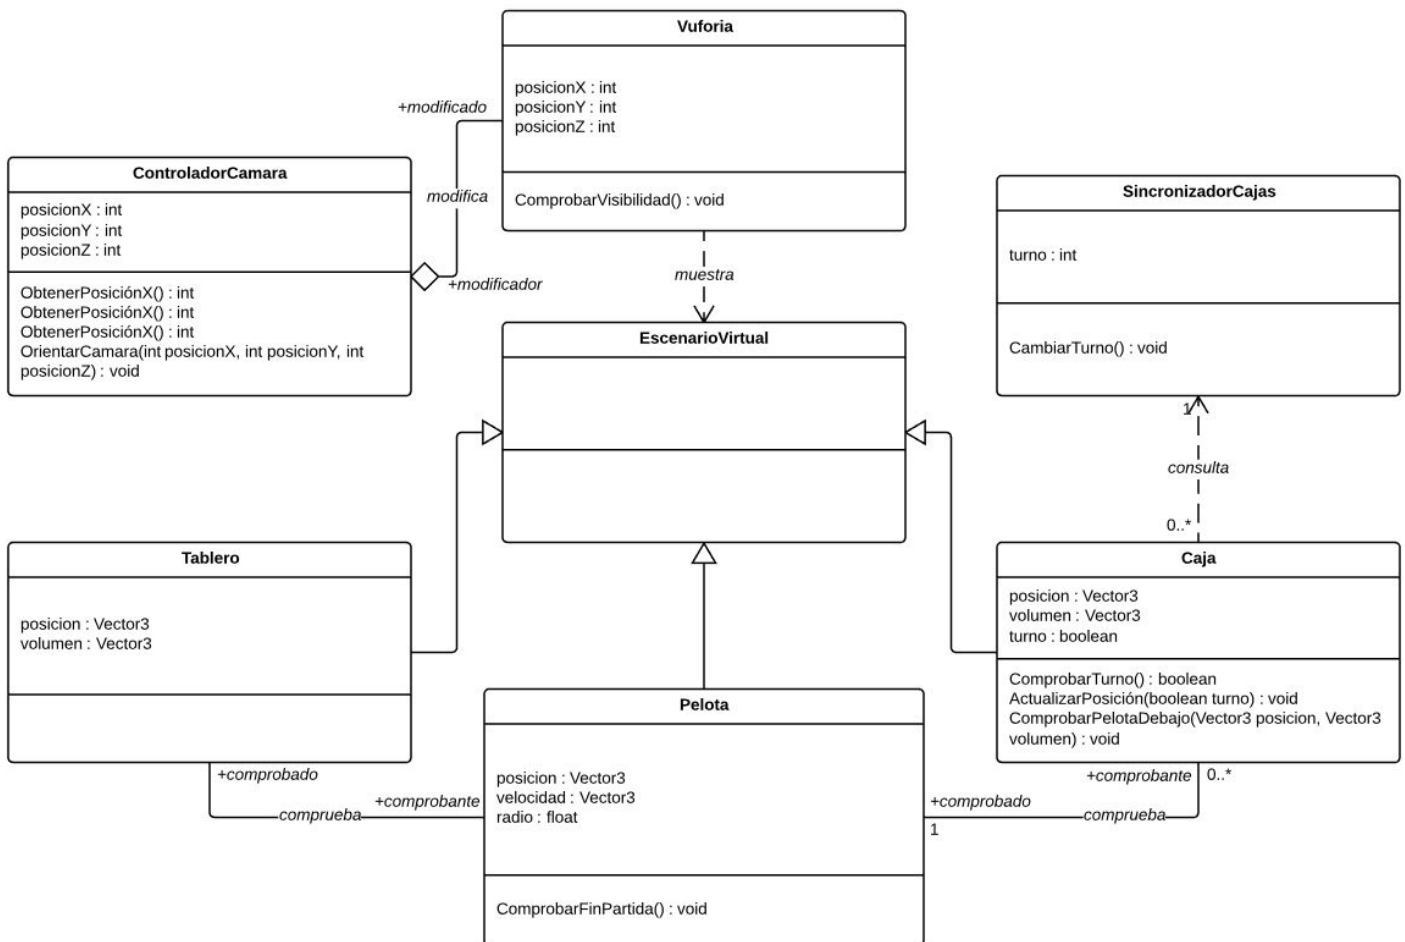 Vuforia
posicionX : int
posicionY : int
posicionZ : int
ComprobarVisibilidad() : void
+modificado
modifica
+modificador
ControladorCamara
posicionX : int
posicionY : int
posicionZ : int
ObtenerPosiciónX() : int
ObtenerPosiciónX() : int
ObtenerPosiciónX() : int
OrientarCamara(int posicionX, int posicionY, int
posicionZ) : void
muestra
SincronizadorCajas
turno : int
CambiarTurno() : void
EscenarioVirtual
1
consulta
0..*
Tablero
posicion : Vector3
volumen : Vector3
Caja
posicion : Vector3
volumen : Vector3
turno : boolean
ComprobarTurno() : boolean
ActualizarPosición(boolean turno) : void
ComprobarPelotaDebajo(Vector3 posicion, Vector3
volumen) : void
Pelota
posicion : Vector3
velocidad : Vector3
radio : float
ComprobarFinPartida() : void
+comprobado
comprueba
+comprobante
+comprobado
1
comprueba
+comprobante
0..*